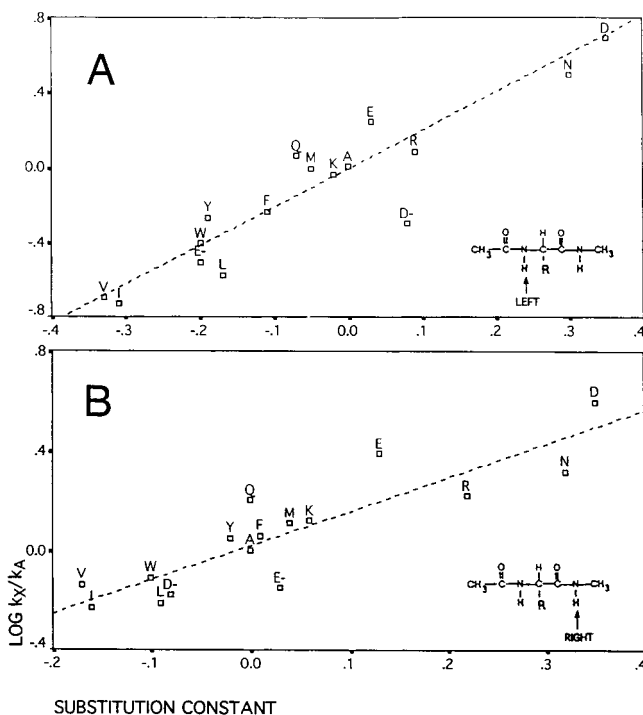 A
.8
.4
0.0
-.4
-.8
D
N
E
R
Q
M
K
A
D-
F
Y
W
E-
L
V
I
O H O
CH3 C N C C N CH3
H R H
LEFT
-.4 -.3 -.2 -.1 0.0 .1 .2 .3 .4
B
.8
.4
0.0
-.4
D
E
N
R
Q
M
K
Y
F
A
W
V
I
L
D-
E-
O H O
CH3 C N C C N CH3
H R H
RIGHT
LOG kX/kA
-.2 -.1 0.0 .1 .2 .3 .4
SUBSTITUTION CONSTANT